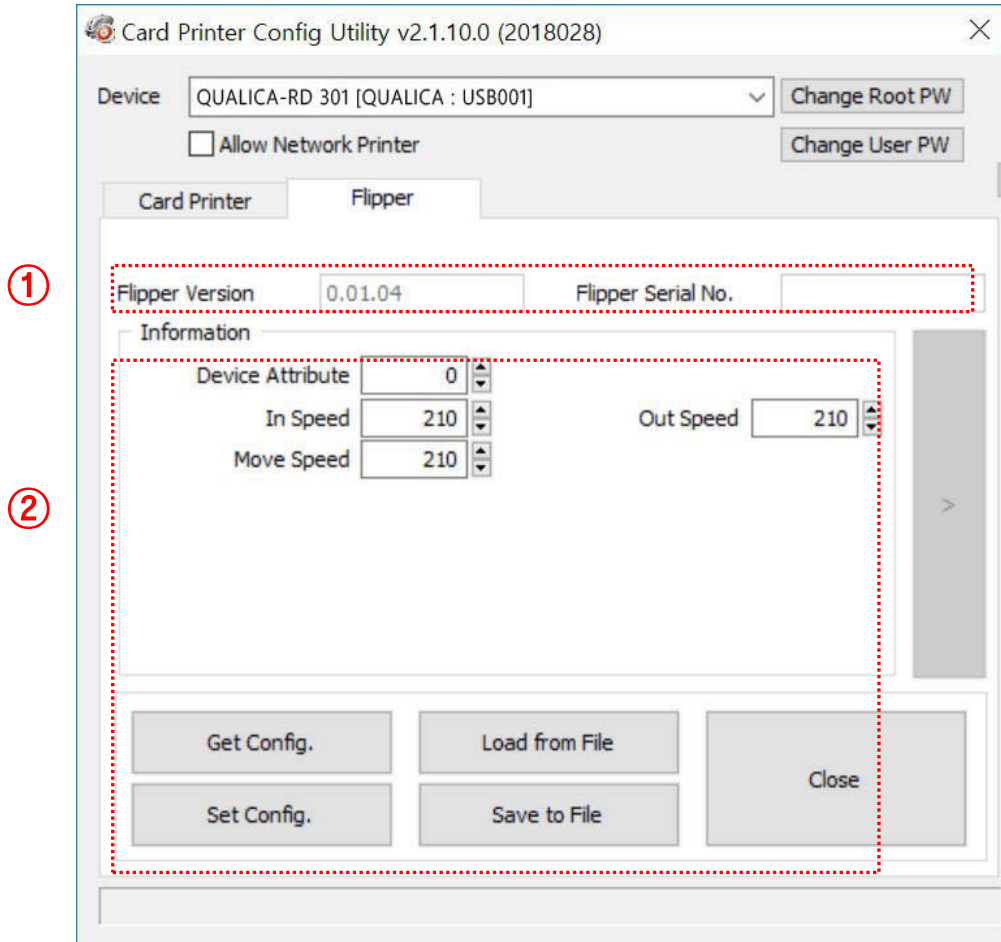 Card Printer Config Utility v2.1.10.0 (2018028)
Device QUALICA-RD 301 [QUALICA : USB001] Change Root PW
Allow Network Printer Change User PW
Card Printer Flipper
① Flipper Version 0.01.04 Flipper Serial No.
Information
Device Attribute 0
In Speed 210 Out Speed 210
Move Speed 210
② >
Get Config. Load from File Close
Set Config. Save to File